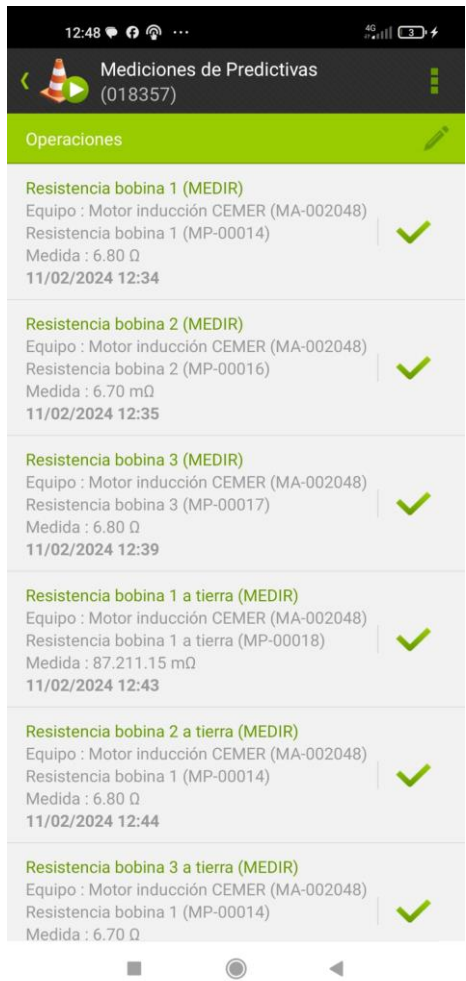 12:48
4G
3
Mediciones de Predictivas
(018357)
Operaciones
Resistencia bobina 1 (MEDIR)
Equipo : Motor inducción CEMER (MA-002048)
Resistencia bobina 1 (MP-00014)
Medida : 6.80 Ω
11/02/2024 12:34
Resistencia bobina 2 (MEDIR)
Equipo : Motor inducción CEMER (MA-002048)
Resistencia bobina 2 (MP-00016)
Medida : 6.70 mΩ
11/02/2024 12:35
Resistencia bobina 3 (MEDIR)
Equipo : Motor inducción CEMER (MA-002048)
Resistencia bobina 3 (MP-00017)
Medida : 6.80 Ω
11/02/2024 12:39
Resistencia bobina 1 a tierra (MEDIR)
Equipo : Motor inducción CEMER (MA-002048)
Resistencia bobina 1 a tierra (MP-00018)
Medida : 87.211.15 mΩ
11/02/2024 12:43
Resistencia bobina 2 a tierra (MEDIR)
Equipo : Motor inducción CEMER (MA-002048)
Resistencia bobina 1 (MP-00014)
Medida : 6.80 Ω
11/02/2024 12:44
Resistencia bobina 3 a tierra (MEDIR)
Equipo : Motor inducción CEMER (MA-002048)
Resistencia bobina 1 (MP-00014)
Medida : 6.70 Ω